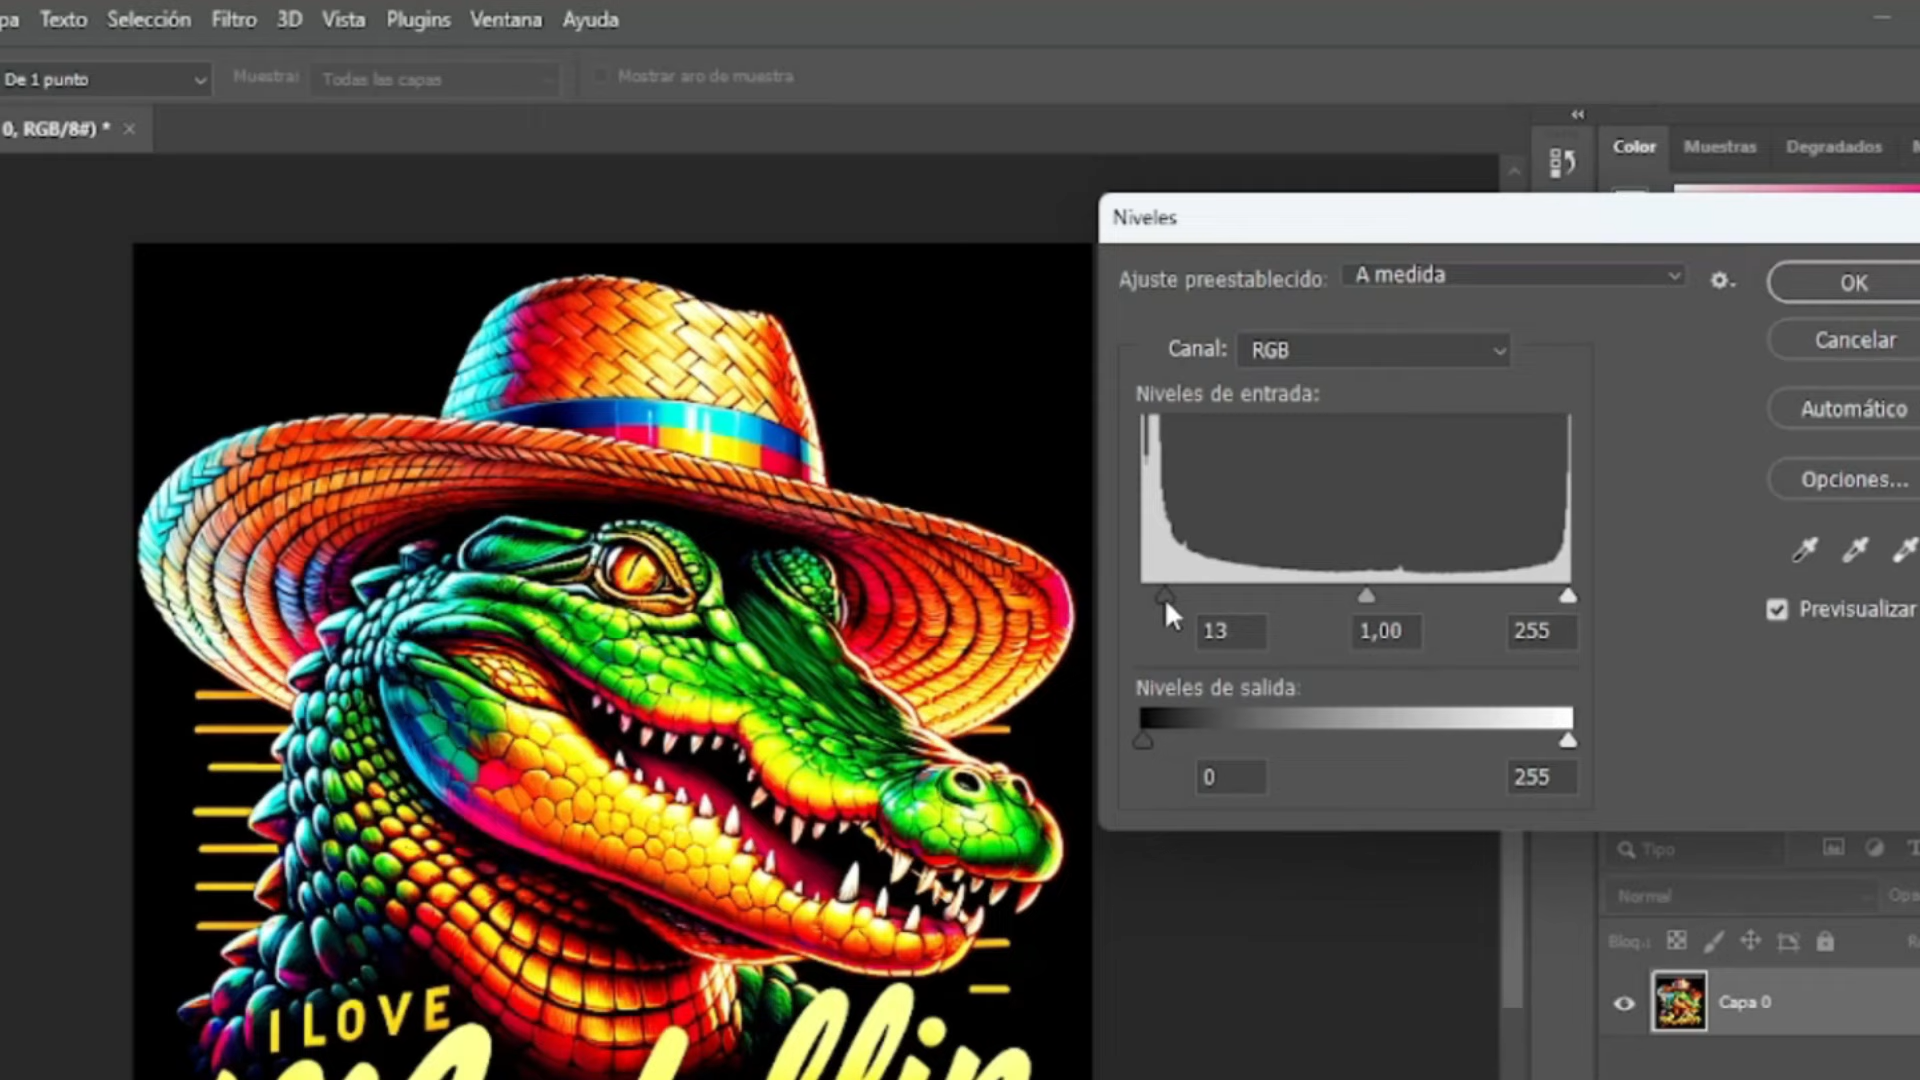 pa Texto Selección Filtro 3D Vista Plugins Ventana Ayuda
De 1 punto Muestra: Todas las capas Mostrar aro de muestra
0, RGB/8#) * ×
Color Muestras Degradados
Niveles
Ajuste preestablecido: A medida
OK
Canal: RGB
Cancelar
Niveles de entrada:
Automático
Opciones...
Previsualizar
13 1,00 255
Niveles de salida:
0 255
Tipo
Normal Opa
Bloq.:
Capa 0
I LOVE